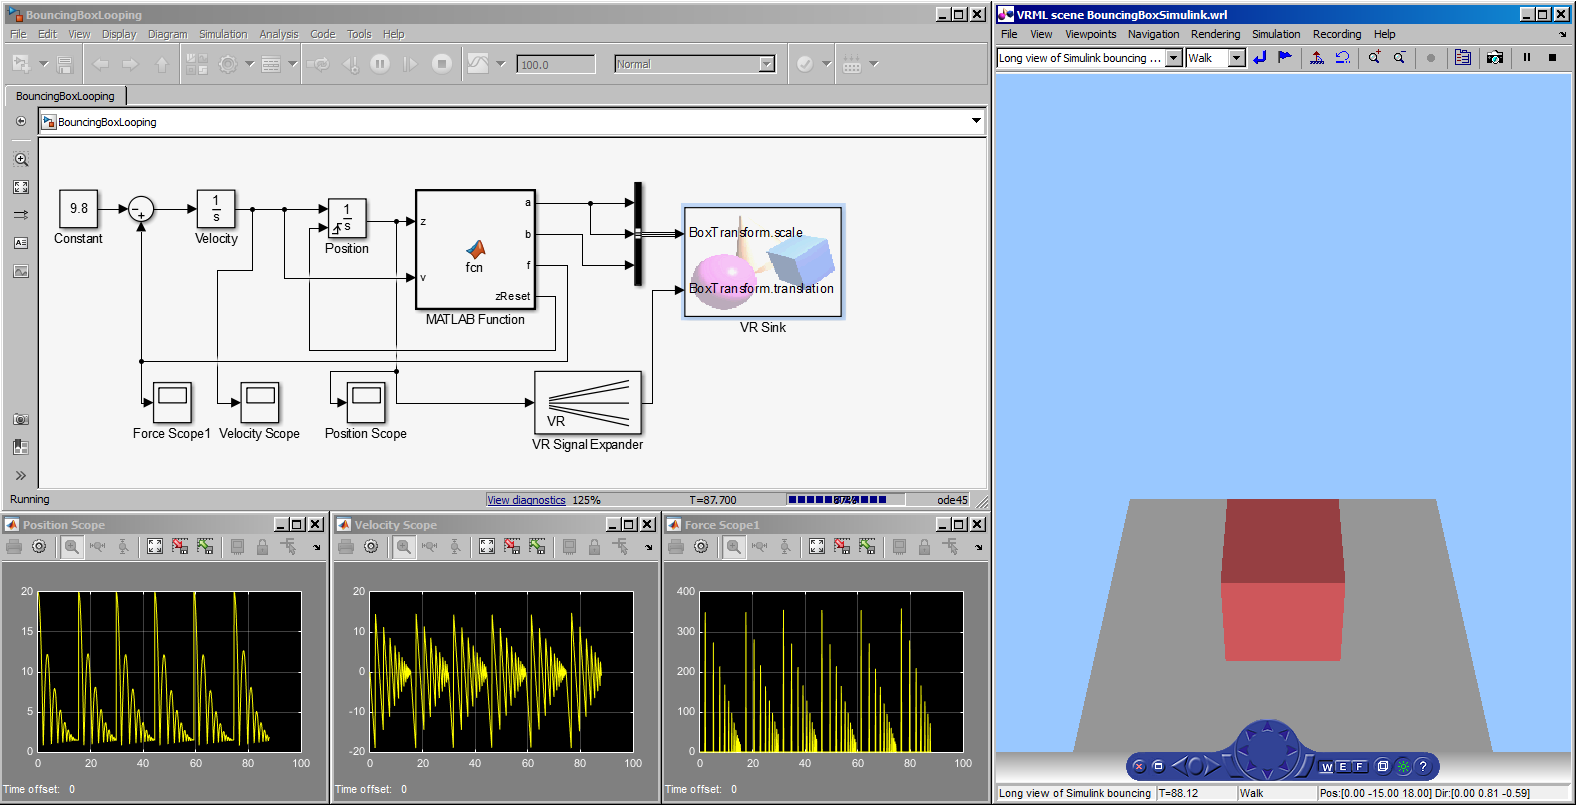 BouncingBoxLooping
File Edit View Display Diagram Simulation Analysis Code Tools Help
100.0 Normal
BouncingBoxLooping
BouncingBoxLooping
9.8
Constant
1
s
Velocity
1
s
Position
z
v
fcn
a
b
f
zReset
MATLAB Function
BoxTransform.scale
BoxTransform.translation
VR Sink
Force Scope1
Velocity Scope
Position Scope
VR
VR Signal Expander
Running View diagnostics 125% T=87.700 ode45
Position Scope
20
15
10
5
0
0 20 40 60 80 100
Time offset: 0
Velocity Scope
20
10
0
-10
-20
0 20 40 60 80 100
Time offset: 0
Force Scope1
400
300
200
100
0
0 20 40 60 80 100
Time offset: 0
VRML scene BouncingBoxSimulink.wrl
File View Viewpoints Navigation Rendering Simulation Recording Help
Long view of Simulink bouncing ... Walk
W E F ?
Long view of Simulink bouncing T=88.12 Walk Pos:[0.00 -15.00 18.00] Dir:[0.00 0.81 -0.59]